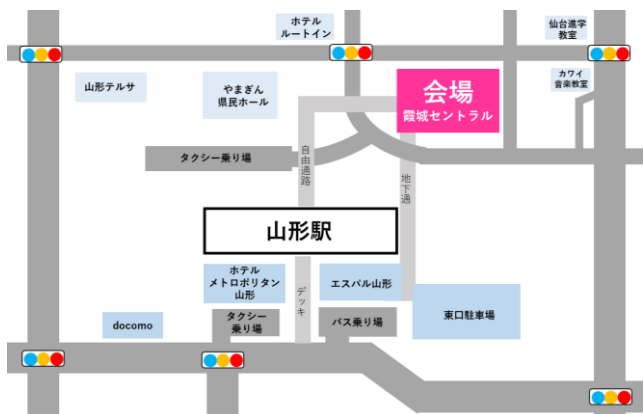 ホテル
ルートイン
仙台進学
教室
山形テルサ
やまぎん
県民ホール
会場
霞城セントラル
カワイ
音楽教室
タクシー乗り場
自由通路
地下通
山形駅
ホテル
メトロポリタン
山形
デッキ
エスパル山形
東口駐車場
docomo
タクシー
乗り場
バス乗り場